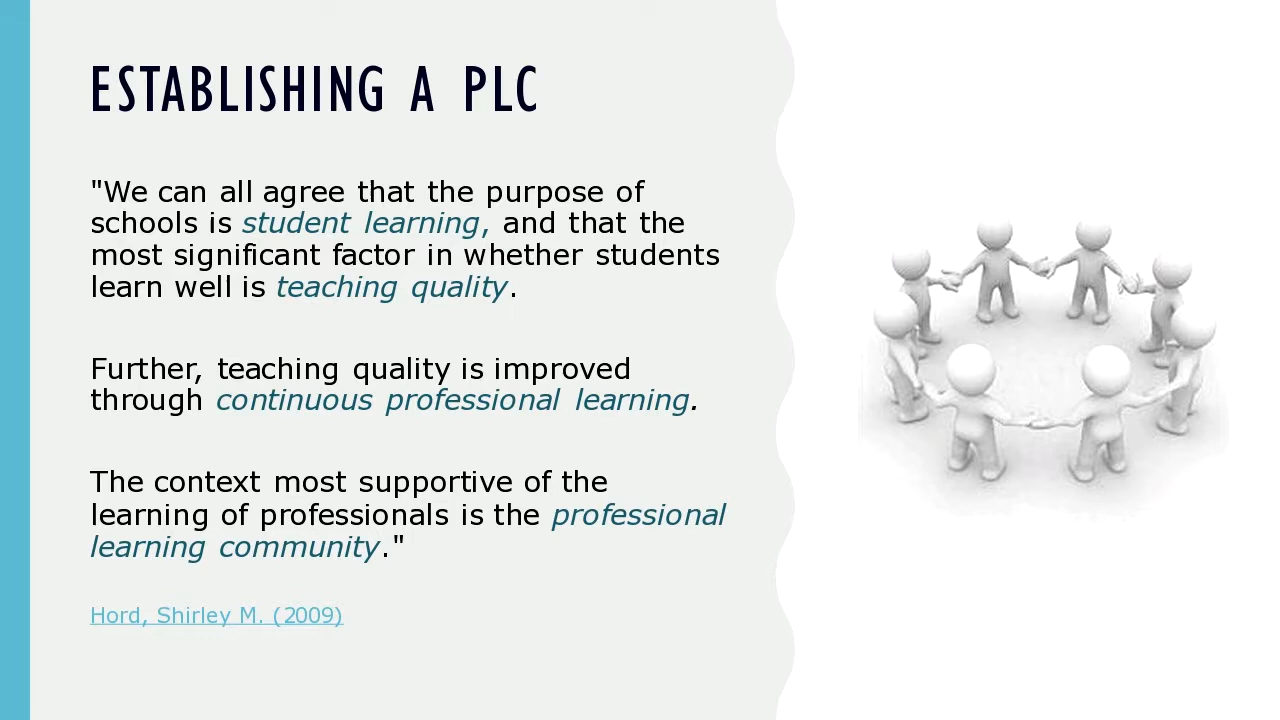 ESTABLISHING A PLC
"We can all agree that the purpose of
schools is student learning, and that the
most significant factor in whether students
learn well is teaching quality.
Further, teaching quality is improved
through continuous professional learning.
The context most supportive of the
learning of professionals is the professional
learning community."
Hord, Shirley M. (2009)